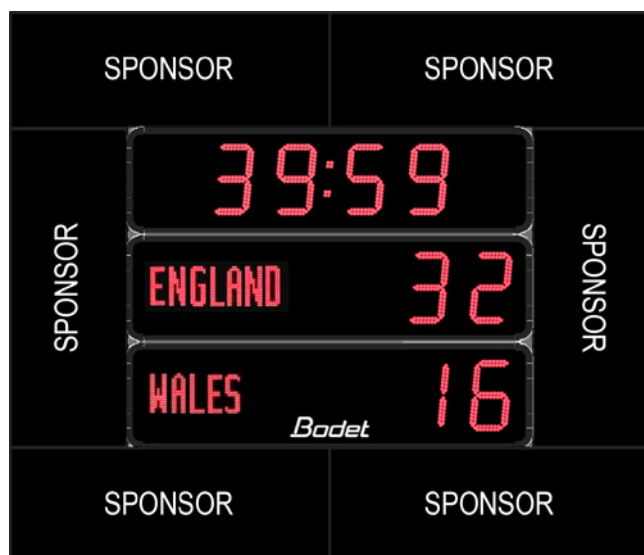 SPONSOR SPONSOR
39:59
SPONSOR
ENGLAND 32
SPONSOR
WALES 16
Bodet
SPONSOR SPONSOR